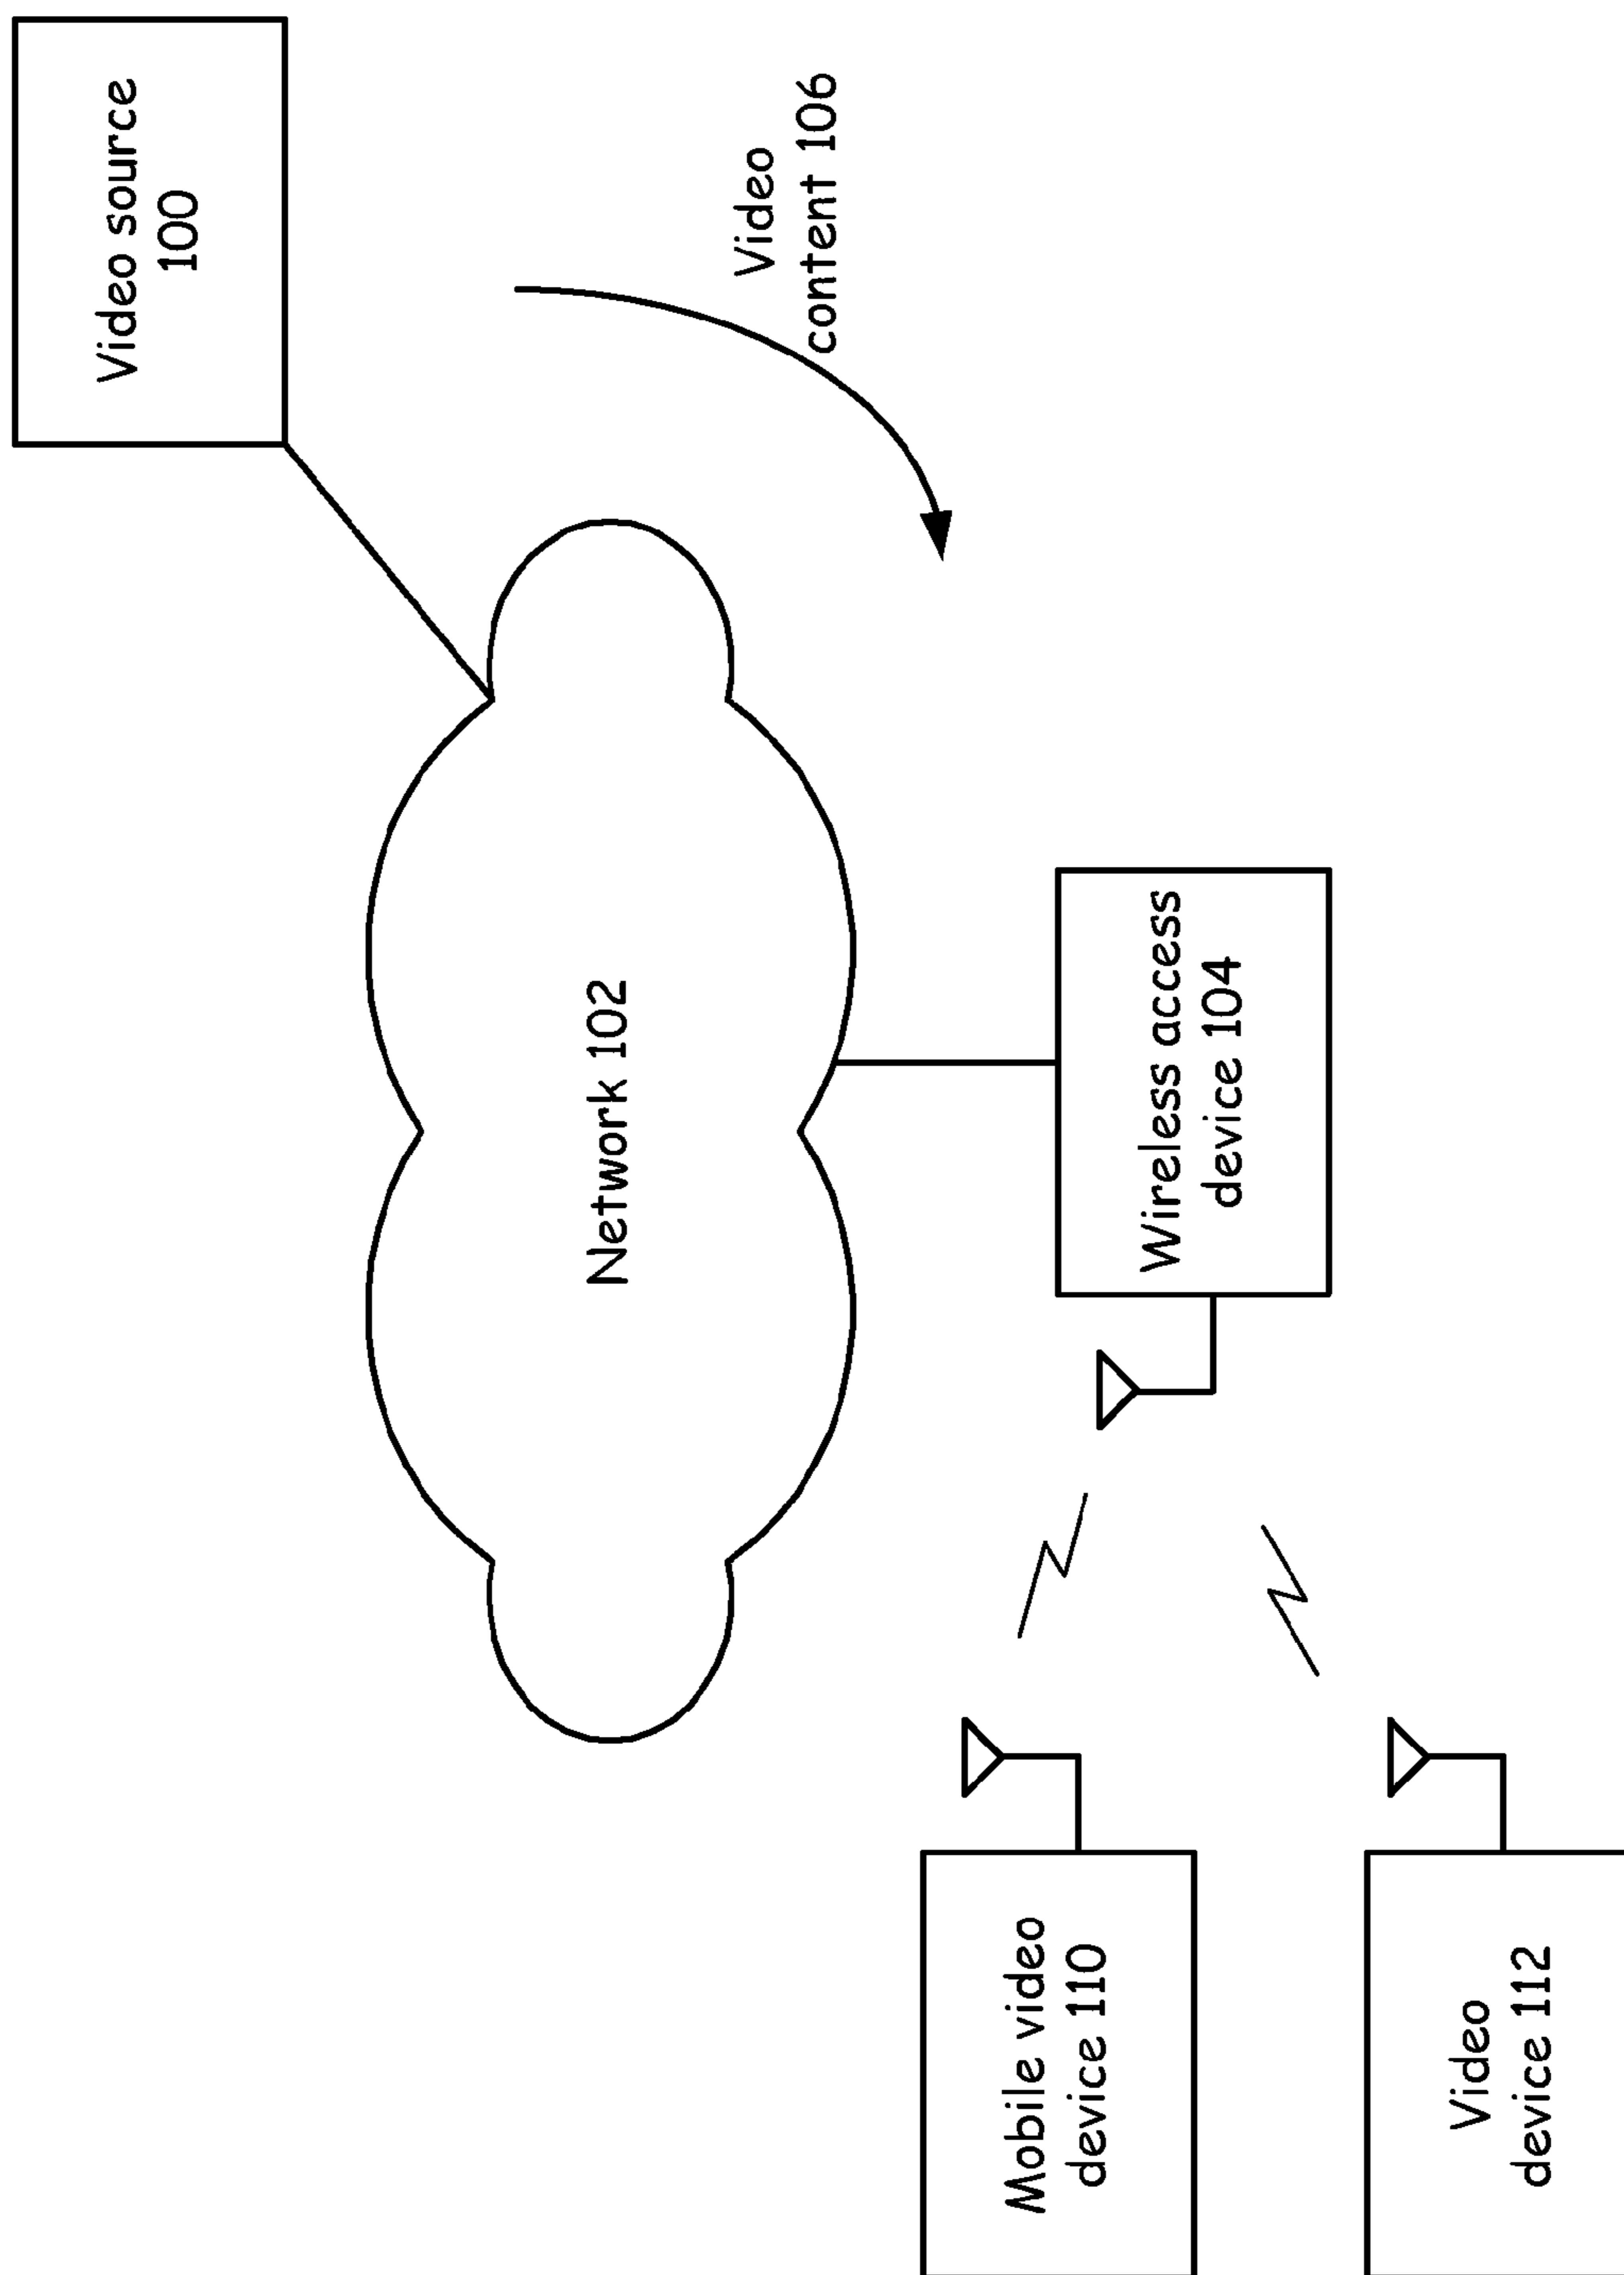 Video source
100
Video
content 106
Network 102
Wireless access
device 104
Mobile video
device 110
Video
device 112